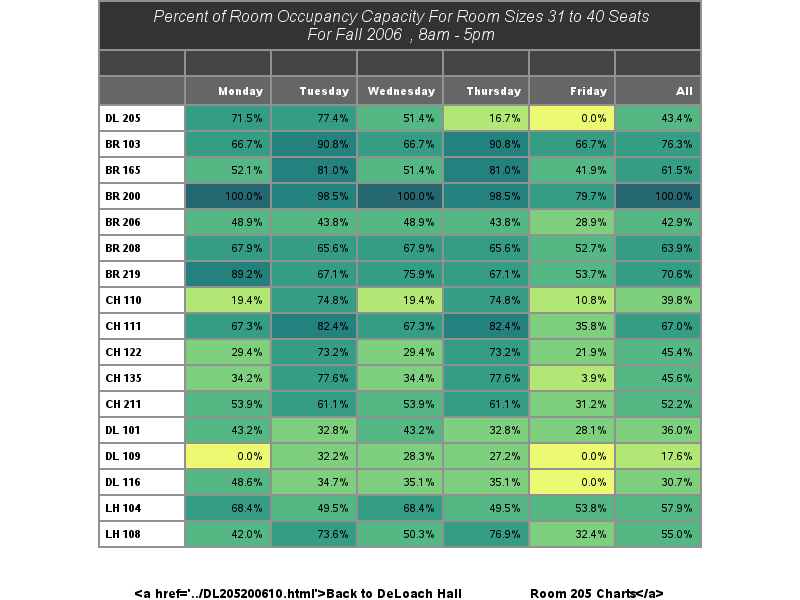 Percent of Room Occupancy Capacity For Room Sizes 31 to 40 Seats
For Fall 2006 , 8am - 5pm
Monday Tuesday Wednesday Thursday Friday All
DL 205 71.5% 77.4% 51.4% 16.7% 0.0% 43.4%
BR 103 66.7% 90.8% 66.7% 90.8% 66.7% 76.3%
BR 165 52.1% 81.0% 51.4% 81.0% 41.9% 61.5%
BR 200 100.0% 98.5% 100.0% 98.5% 79.7% 100.0%
BR 206 48.9% 43.8% 48.9% 43.8% 28.9% 42.9%
BR 208 67.9% 65.6% 67.9% 65.6% 52.7% 63.9%
BR 219 89.2% 67.1% 75.9% 67.1% 53.7% 70.6%
CH 110 19.4% 74.8% 19.4% 74.8% 10.8% 39.8%
CH 111 67.3% 82.4% 67.3% 82.4% 35.8% 67.0%
CH 122 29.4% 73.2% 29.4% 73.2% 21.9% 45.4%
CH 135 34.2% 77.6% 34.4% 77.6% 3.9% 45.6%
CH 211 53.9% 61.1% 53.9% 61.1% 31.2% 52.2%
DL 101 43.2% 32.8% 43.2% 32.8% 28.1% 36.0%
DL 109 0.0% 32.2% 28.3% 27.2% 0.0% 17.6%
DL 116 48.6% 34.7% 35.1% 35.1% 0.0% 30.7%
LH 104 68.4% 49.5% 68.4% 49.5% 53.8% 57.9%
LH 108 42.0% 73.6% 50.3% 76.9% 32.4% 55.0%
<a href='../DL205200610.html'>Back to DeLoach Hall Room 205 Charts</a>